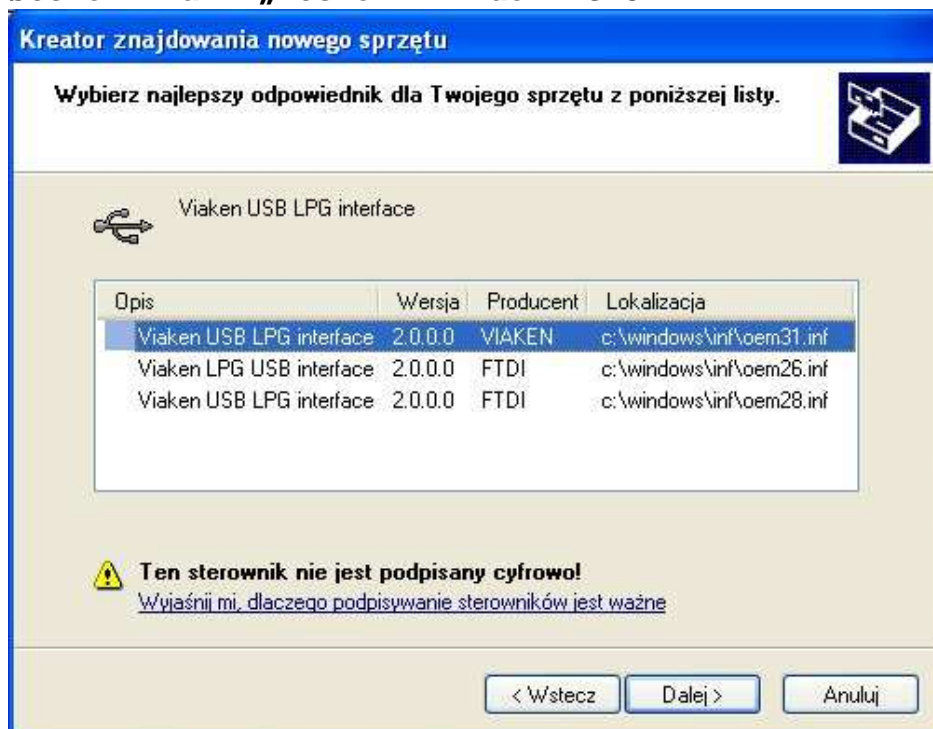 Kreator znajdowania nowego sprzętu
Wybierz najlepszy odpowiednik dla Twojego sprzętu z poniższej listy.
Viaken USB LPG interface
Opis Wersja Producent Lokalizacja
Viaken USB LPG interface 2.0.0.0 VIAKEN c:\windows\inf\oem31.inf
Viaken LPG USB interface 2.0.0.0 FTDI c:\windows\inf\oem26.inf
Viaken USB LPG interface 2.0.0.0 FTDI c:\windows\inf\oem28.inf
Ten sterownik nie jest podpisany cyfrowo!
Wyjaśnij mi, dlaczego podpisywanie sterowników jest ważne
< Wstecz Dalej > Anuluj